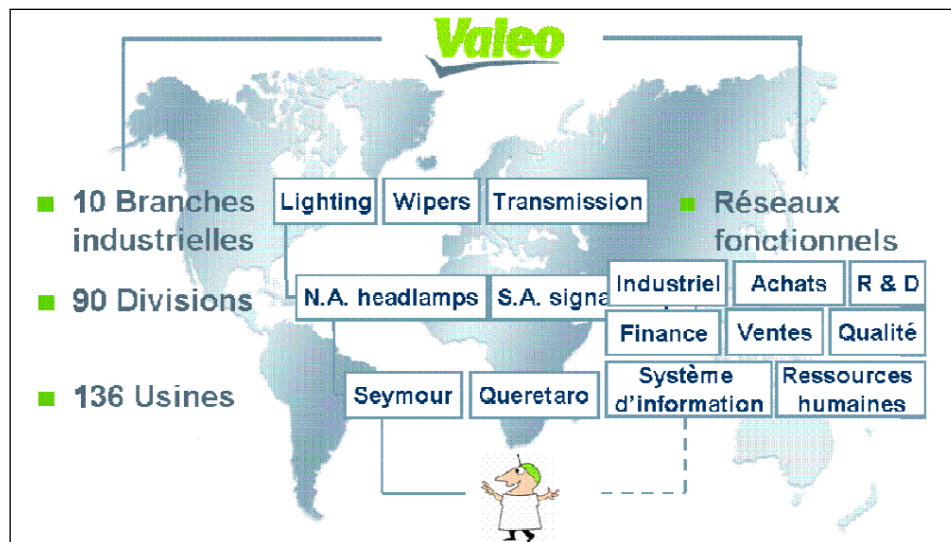 Valeo
10 Branches
industrielles
Lighting
Wipers
Transmission
Réseaux
fonctionnels
90 Divisions
N.A. headlamps
S.A. signa
Industriel
Achats
R & D
Finance
Ventes
Qualité
136 Usines
Seymour
Queretaro
Système
d'information
Ressources
humaines